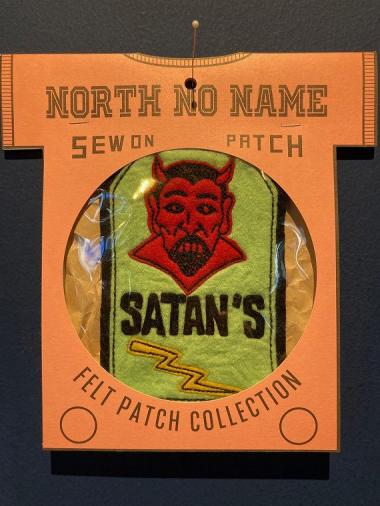 NORTH NO NAME
SEW ON PATCH
SATAN'S
FELT PATCH COLLECTION